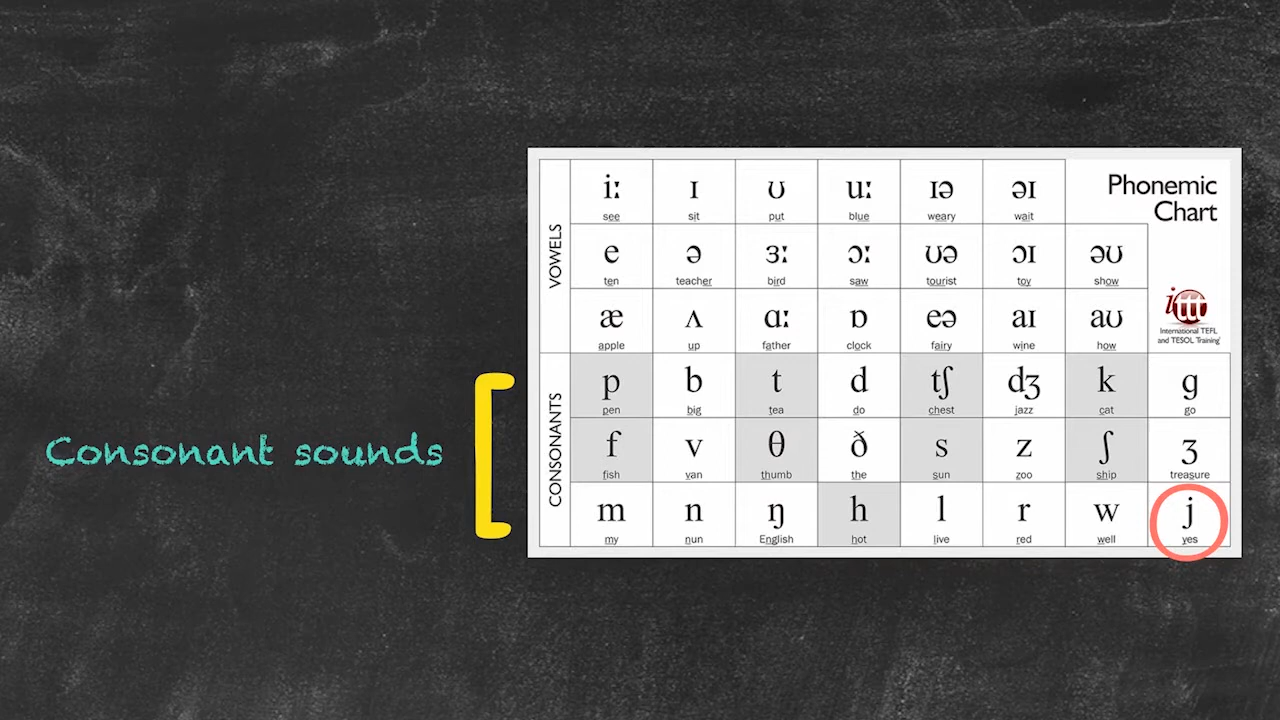 Phonemic
Chart
VOWELS
iː ɪ ʊ uː ɪə əɪ
see sit put blue weary wait
e ə ɜː ɔː ʊə ɔɪ əʊ
ten teacher bird saw tourist toy show
æ ʌ ɑː ɒ eə aɪ aʊ
apple up father clock fairy wine how
ittt
International TEFL
and TESOL Training
Consonant sounds
CONSONANTS
p b t d tʃ dʒ k g
pen big tea do chest jazz cat go
f v θ ð s z ʃ ʒ
fish van thumb the sun zoo ship treasure
m n ŋ h l r w j
my nun English hot live red well yes